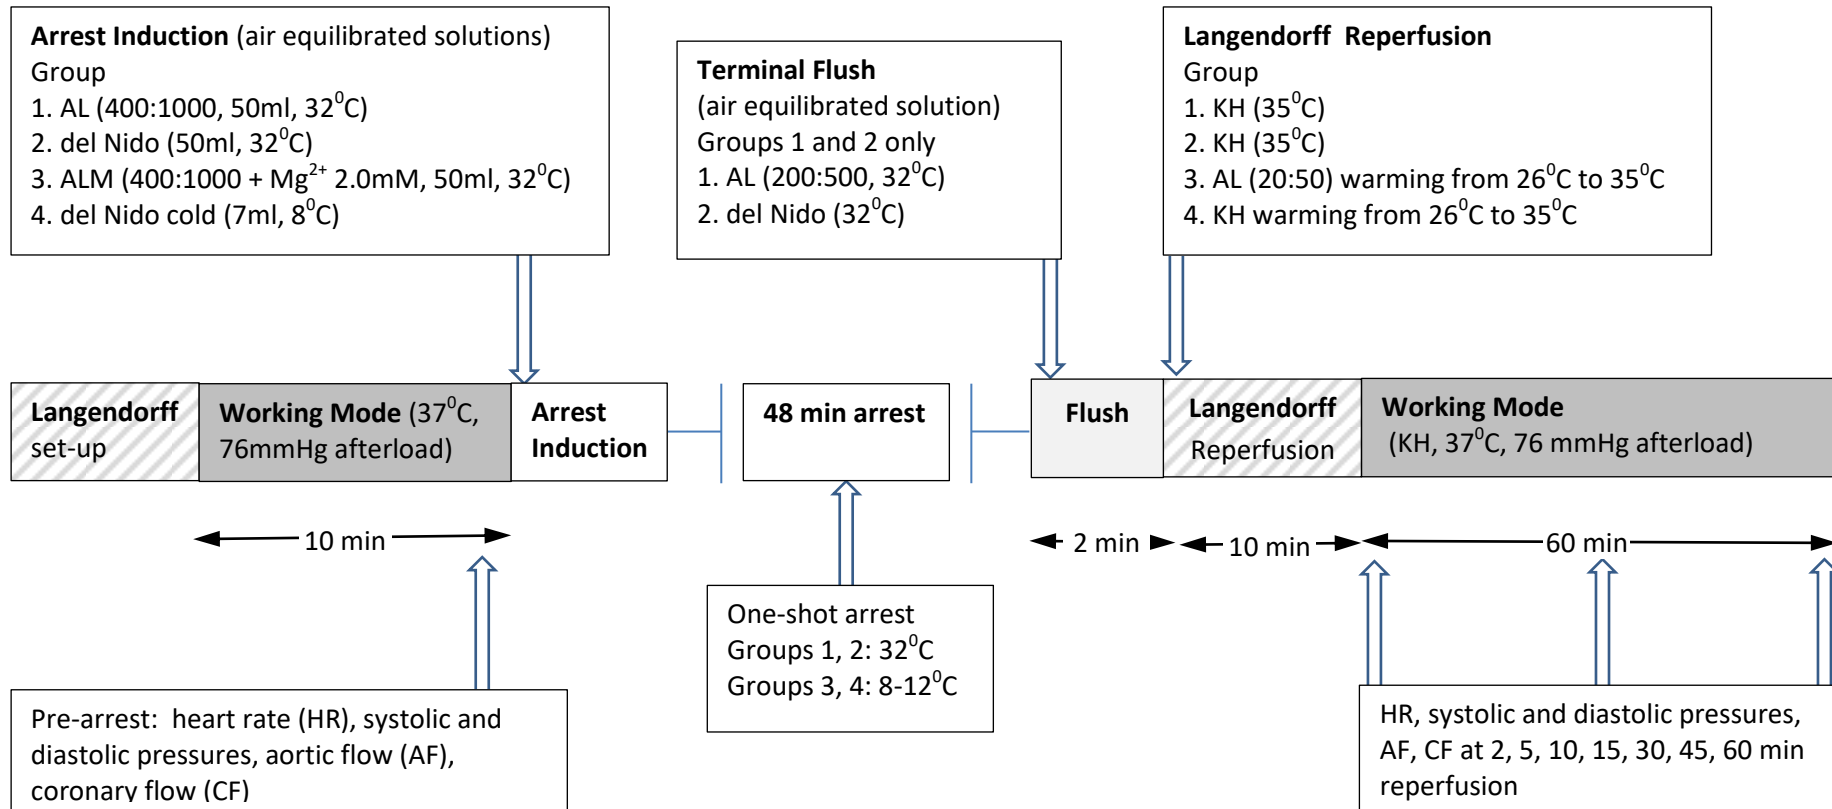 Arrest Induction (air equilibrated solutions)
Group
1. AL (400:1000, 50ml, 32⁰C)
2. del Nido (50ml, 32⁰C)
3. ALM (400:1000 + Mg²⁺ 2.0mM, 50ml, 32⁰C)
4. del Nido cold (7ml, 8⁰C)
Terminal Flush
(air equilibrated solution)
Groups 1 and 2 only
1. AL (200:500, 32⁰C)
2. del Nido (32⁰C)
Langendorff Reperfusion
Group
1. KH (35⁰C)
2. KH (35⁰C)
3. AL (20:50) warming from 26⁰C to 35⁰C
4. KH warming from 26⁰C to 35⁰C
Langendorff
set-up
Working Mode (37⁰C,
76mmHg afterload)
Arrest
Induction
48 min arrest
Flush
Langendorff
Reperfusion
Working Mode
(KH, 37⁰C, 76 mmHg afterload)
10 min
2 min
10 min
60 min
One-shot arrest
Groups 1, 2: 32⁰C
Groups 3, 4: 8-12⁰C
Pre-arrest: heart rate (HR), systolic and
diastolic pressures, aortic flow (AF),
coronary flow (CF)
HR, systolic and diastolic pressures,
AF, CF at 2, 5, 10, 15, 30, 45, 60 min
reperfusion